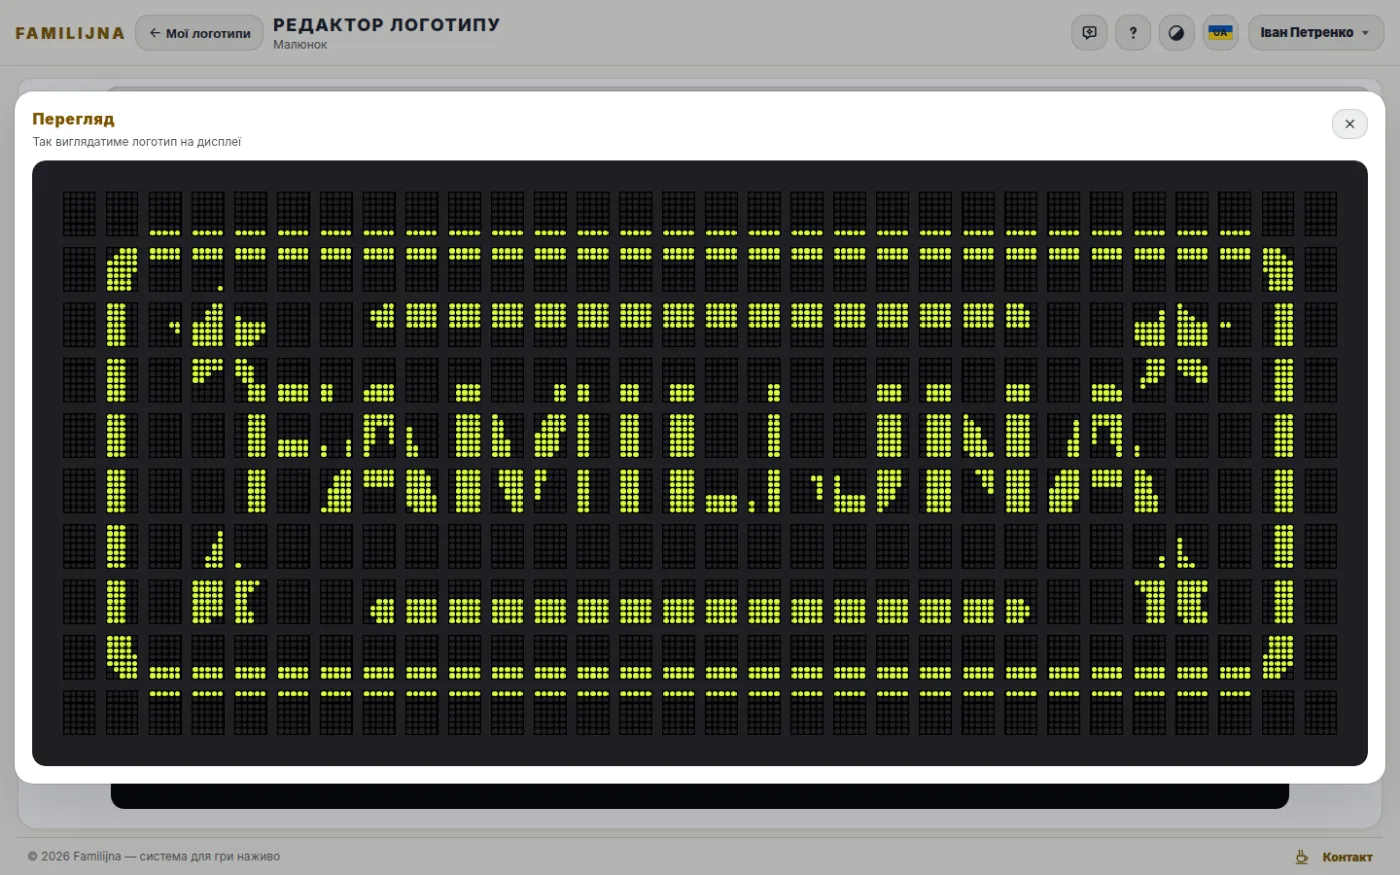 FAMILIJNA
← Мої логотипи
РЕДАКТОР ЛОГОТИПУ
Малюнок
?
UA
Іван Петренко
Перегляд
Так виглядатиме логотип на дисплеї
FAMILIJNA
© 2026 Familijna — система для гри наживо
Контакт